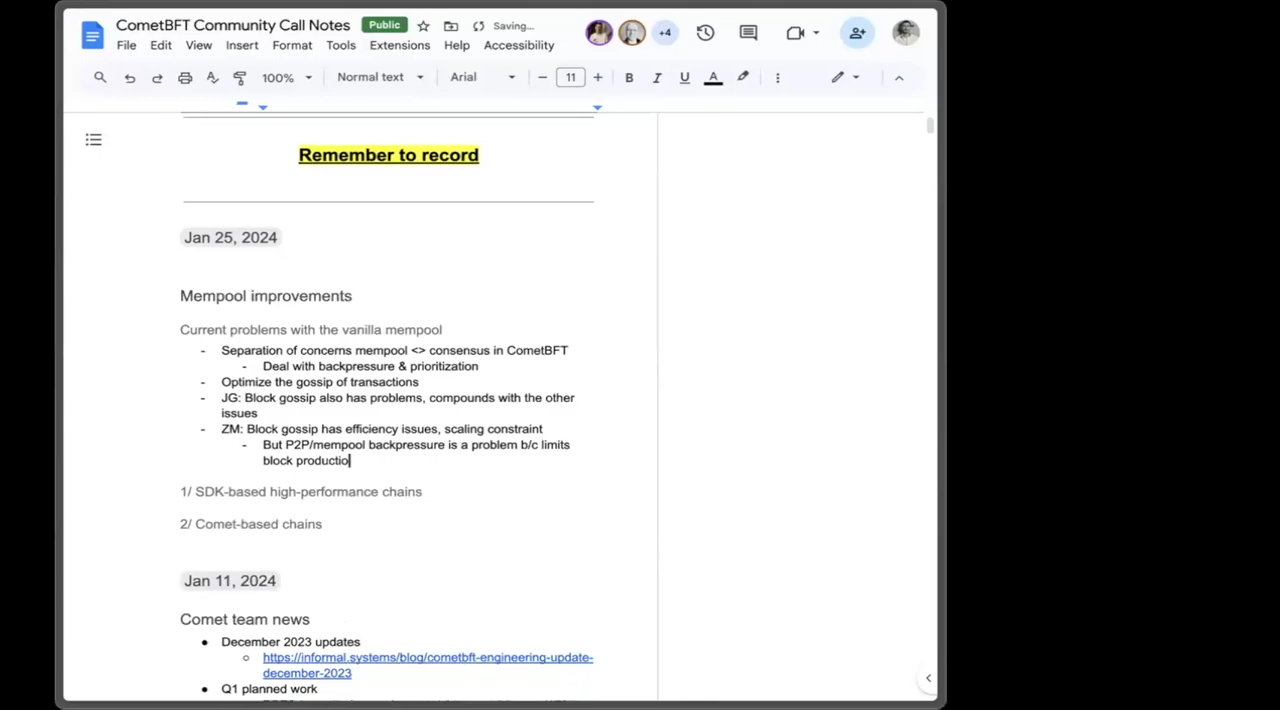 CometBFT Community Call Notes Public Saving...
+4
File Edit View Insert Format Tools Extensions Help Accessibility
100% Normal text Arial 11 B I U A
Remember to record
Jan 25, 2024
Mempool improvements
Current problems with the vanilla mempool
- Separation of concerns mempool <> consensus in CometBFT
- Deal with backpressure & prioritization
- Optimize the gossip of transactions
- JG: Block gossip also has problems, compounds with the other
issues
- ZM: Block gossip has efficiency issues, scaling constraint
- But P2P/mempool backpressure is a problem b/c limits
block productio
1/ SDK-based high-performance chains
2/ Comet-based chains
Jan 11, 2024
Comet team news
● December 2023 updates
○ https://informal.systems/blog/cometbft-engineering-update-
december-2023
● Q1 planned work